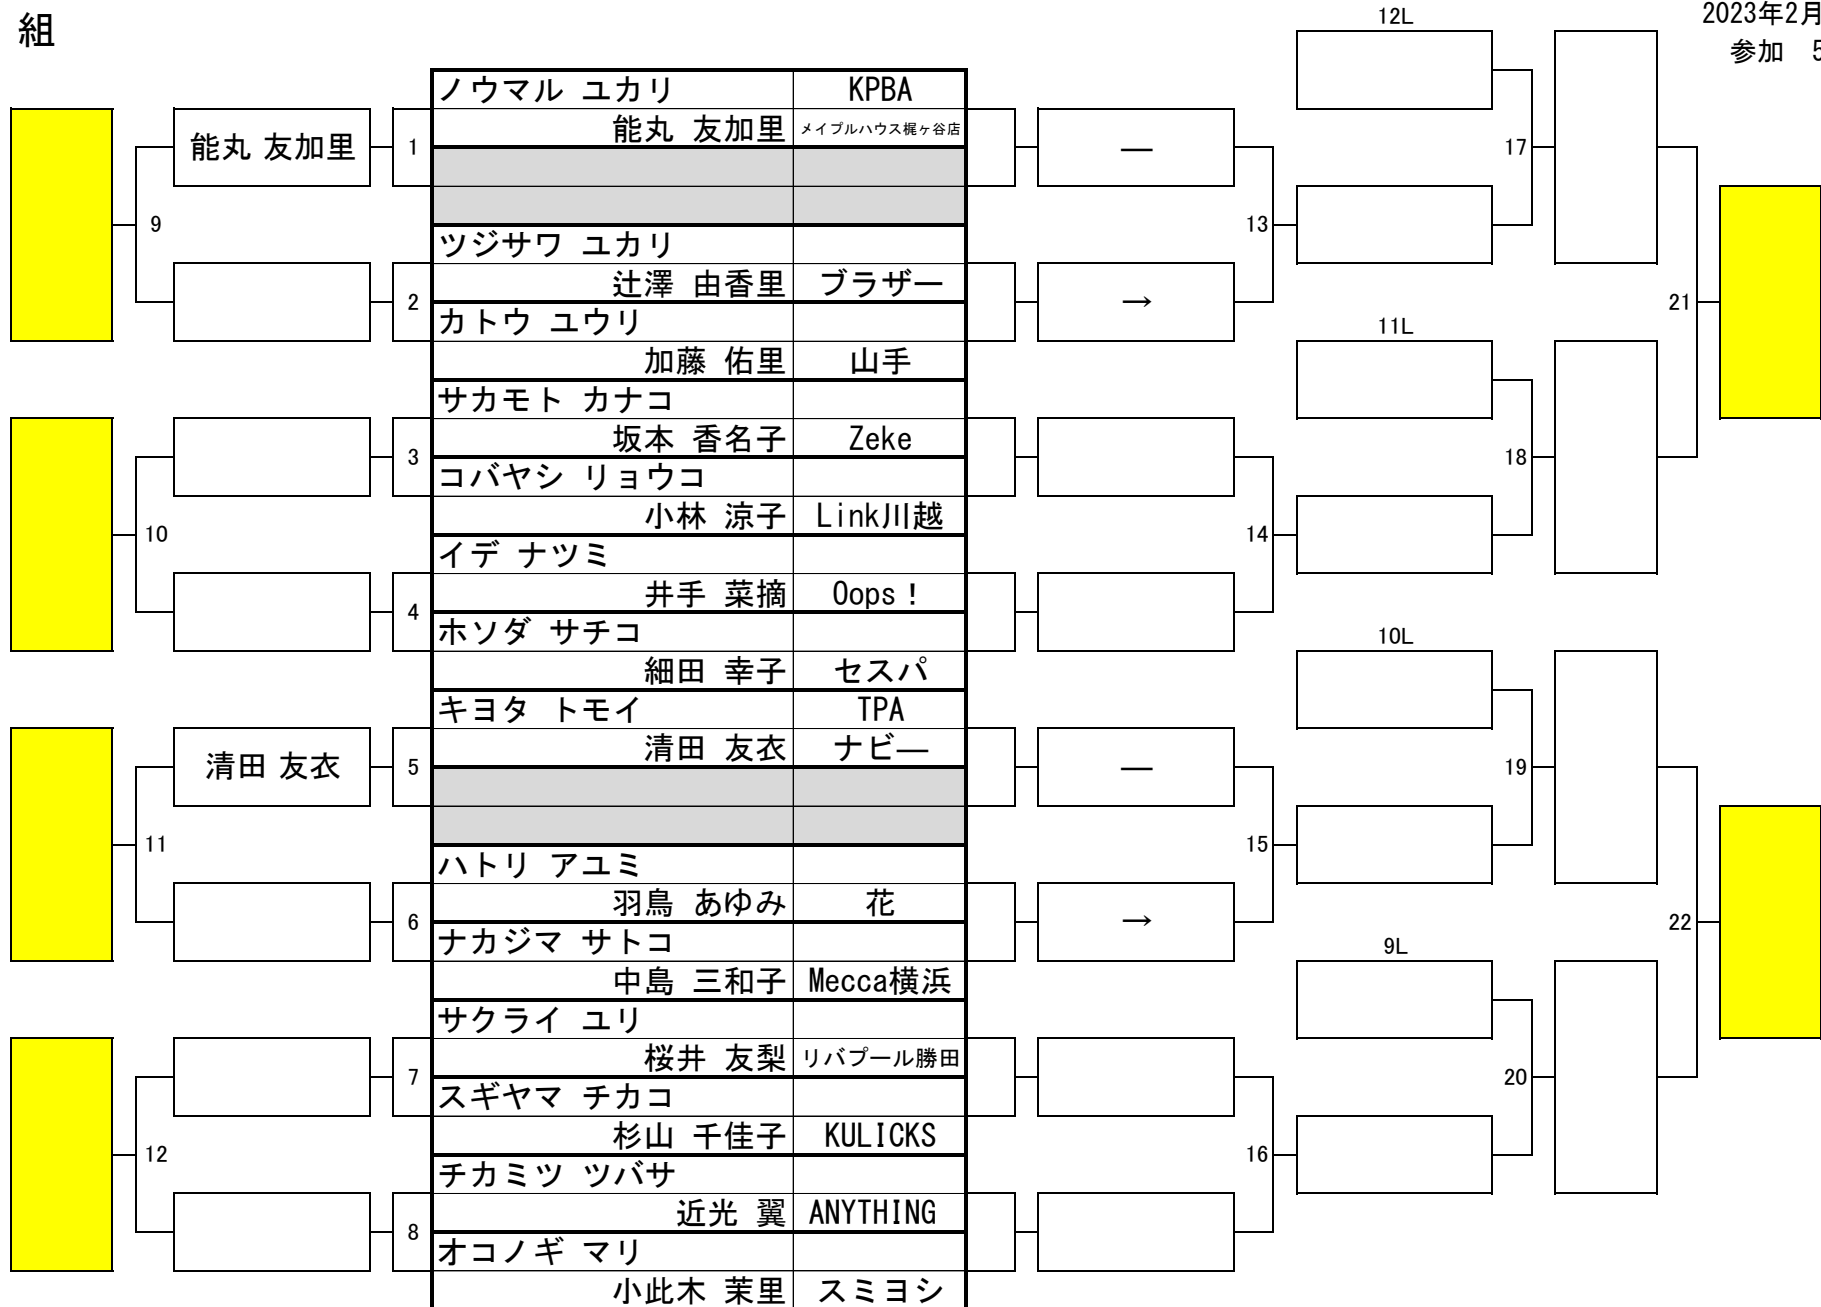 組
12L
2023年2月
参加 5
ノウマル ユカリ KPBA
能丸 友加里 1 能丸 友加里 メイプルハウス梶ヶ谷店 — 17
9 ツジサワ ユカリ 13
2 辻澤 由香里 ブラザー → 21
カトウ ユウリ 11L
加藤 佑里 山手
サカモト カナコ
3 坂本 香名子 Zeke 18
コバヤシ リョウコ
10 小林 涼子 Link川越 14
イデ ナツミ
4 井手 菜摘 Oops！
ホソダ サチコ 10L
細田 幸子 セスパ
キヨタ トモイ TPA
清田 友衣 5 清田 友衣 ナビ— — 19
11 ハトリ アユミ 15
6 羽鳥 あゆみ 花 → 22
ナカジマ サトコ 9L
中島 三和子 Mecca横浜
サクライ ユリ
7 桜井 友梨 リバプール勝田 20
スギヤマ チカコ
12 杉山 千佳子 KULICKS 16
チカミツ ツバサ
8 近光 翼 ANYTHING
オコノギ マリ
小此木 茉里 スミヨシ